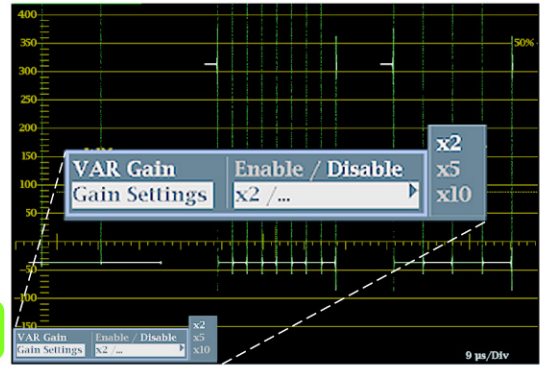 400
350
50%
300
250
200
150
VAR Gain Enable / Disable x2
x5
Gain Settings x2 /... x10
100
50
-50
-100
-150
VAR Gain Enable / Disable x2
x5
Gain Settings x2 /... x10
9 µs/Div